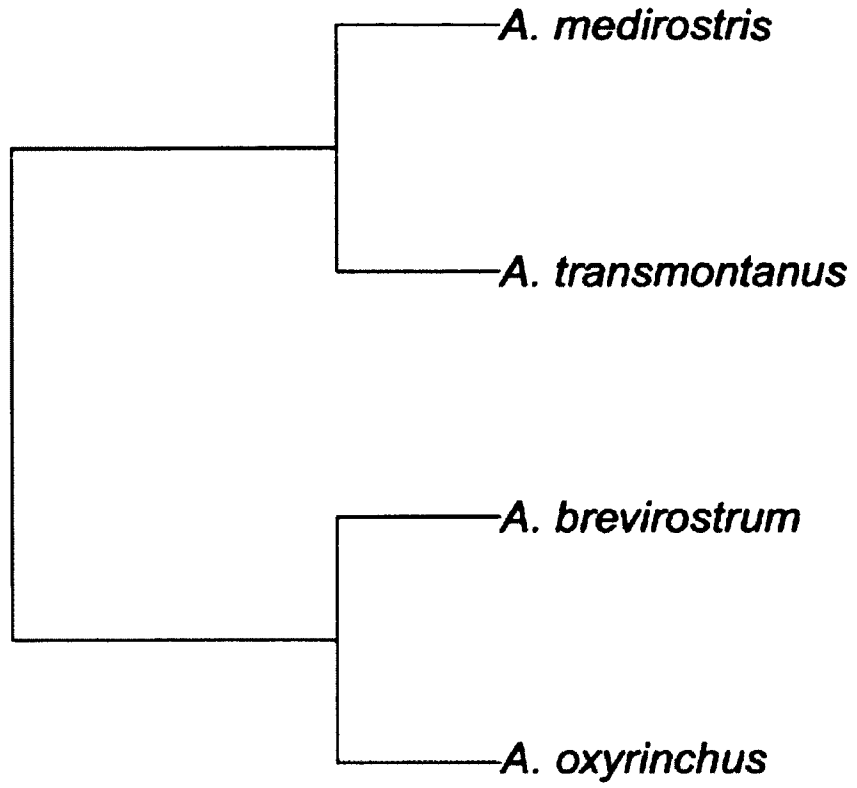 A. medirostris
A. transmontanus
A. brevirostrum
A. oxyrinchus